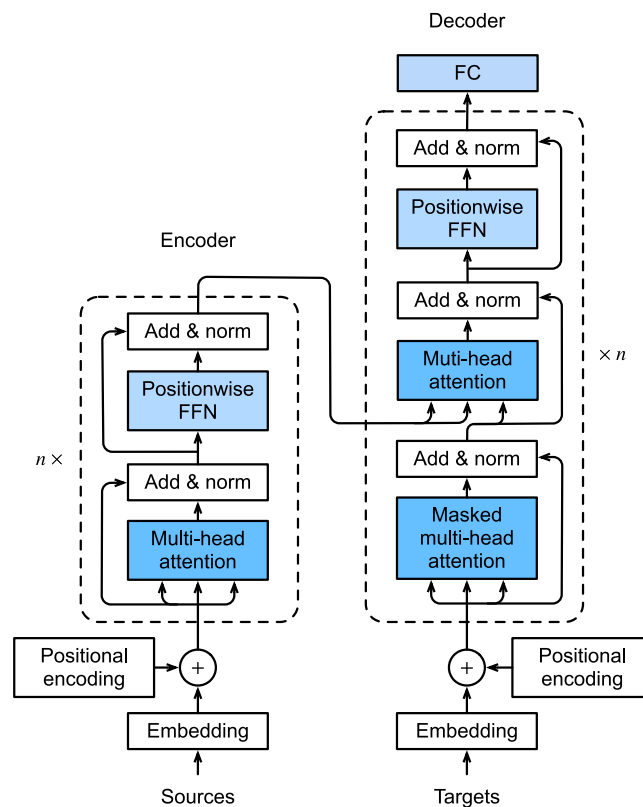 Decoder
FC
Add & norm
Positionwise
FFN
Add & norm
Muti-head
attention
× n
Add & norm
Masked
multi-head
attention
Positional
encoding
+
Embedding
Targets
Encoder
Add & norm
Positionwise
FFN
n ×
Add & norm
Multi-head
attention
Positional
encoding
+
Embedding
Sources